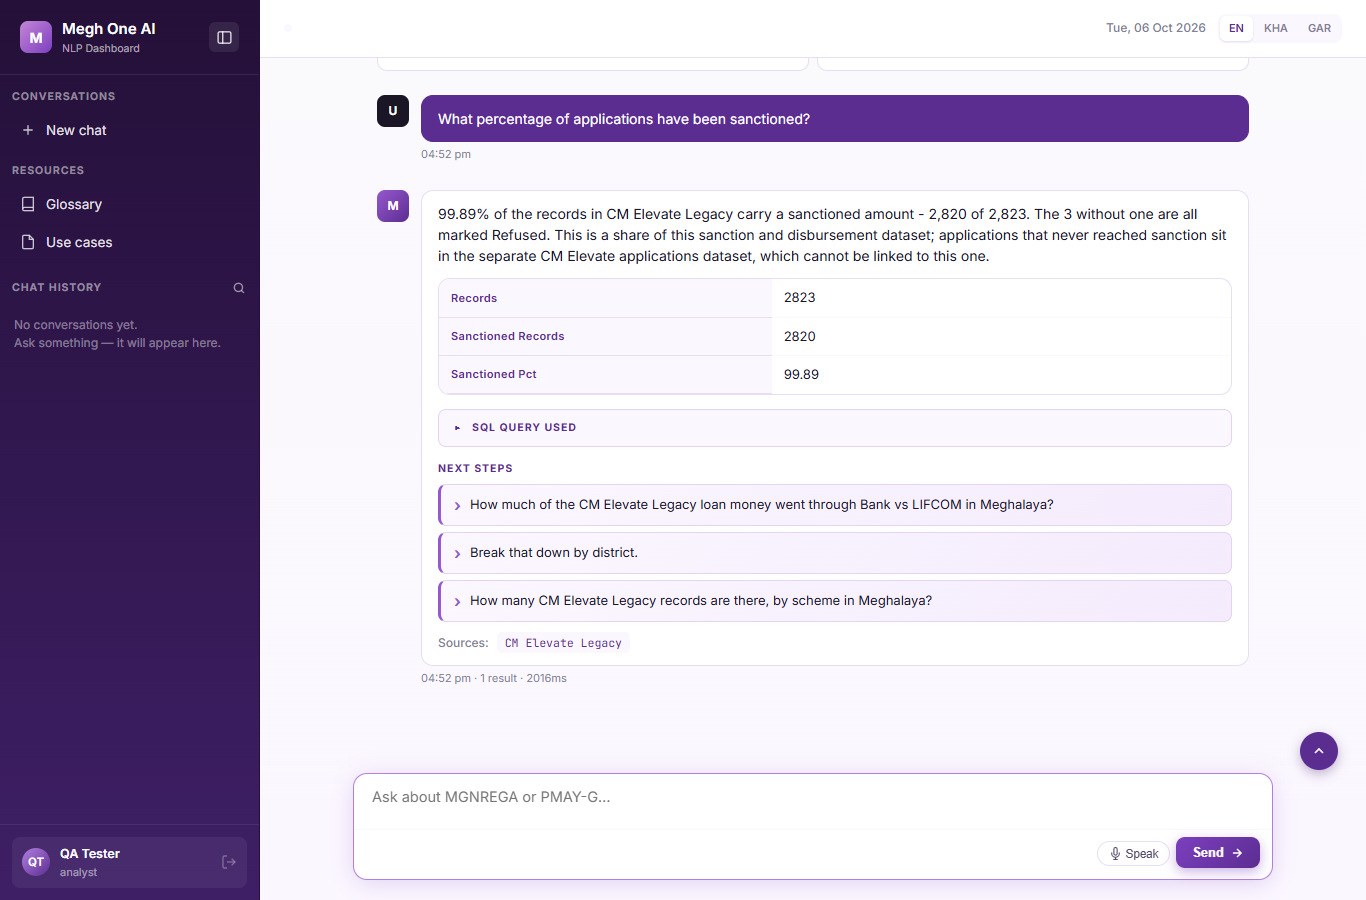 M
Megh One AI
NLP Dashboard
CONVERSATIONS
New chat
RESOURCES
Glossary
Use cases
CHAT HISTORY
No conversations yet.
Ask something — it will appear here.
QT
QA Tester
analyst
Tue, 06 Oct 2026
EN
KHA
GAR
U
What percentage of applications have been sanctioned?
04:52 pm
M
99.89% of the records in CM Elevate Legacy carry a sanctioned amount - 2,820 of 2,823. The 3 without one are all
marked Refused. This is a share of this sanction and disbursement dataset; applications that never reached sanction sit
in the separate CM Elevate applications dataset, which cannot be linked to this one.
Records 2823
Sanctioned Records 2820
Sanctioned Pct 99.89
SQL QUERY USED
NEXT STEPS
How much of the CM Elevate Legacy loan money went through Bank vs LIFCOM in Meghalaya?
Break that down by district.
How many CM Elevate Legacy records are there, by scheme in Meghalaya?
Sources: CM Elevate Legacy
04:52 pm · 1 result · 2016ms
Ask about MGNREGA or PMAY-G...
Speak
Send